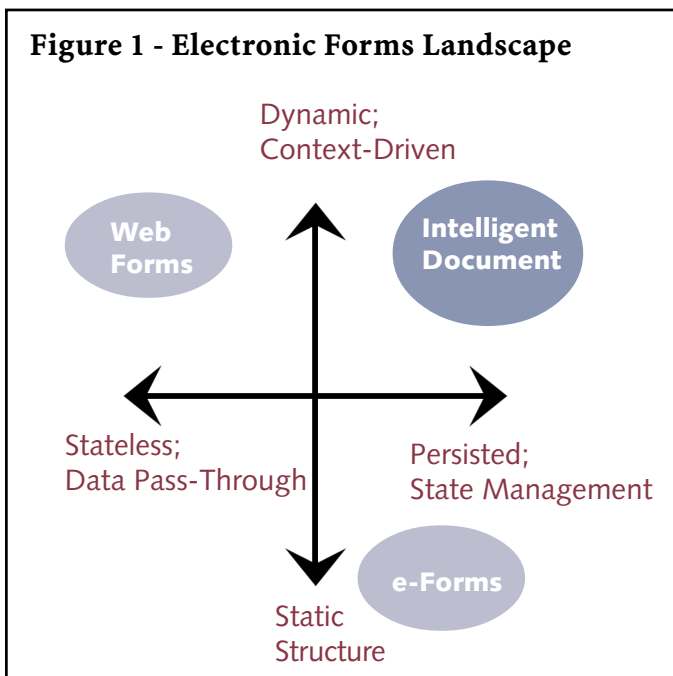 Figure 1 - Electronic Forms Landscape
Dynamic;
Context-Driven
Web
Forms
Intelligent
Document
Stateless;
Data Pass-Through
Persisted;
State Management
e-Forms
Static
Structure